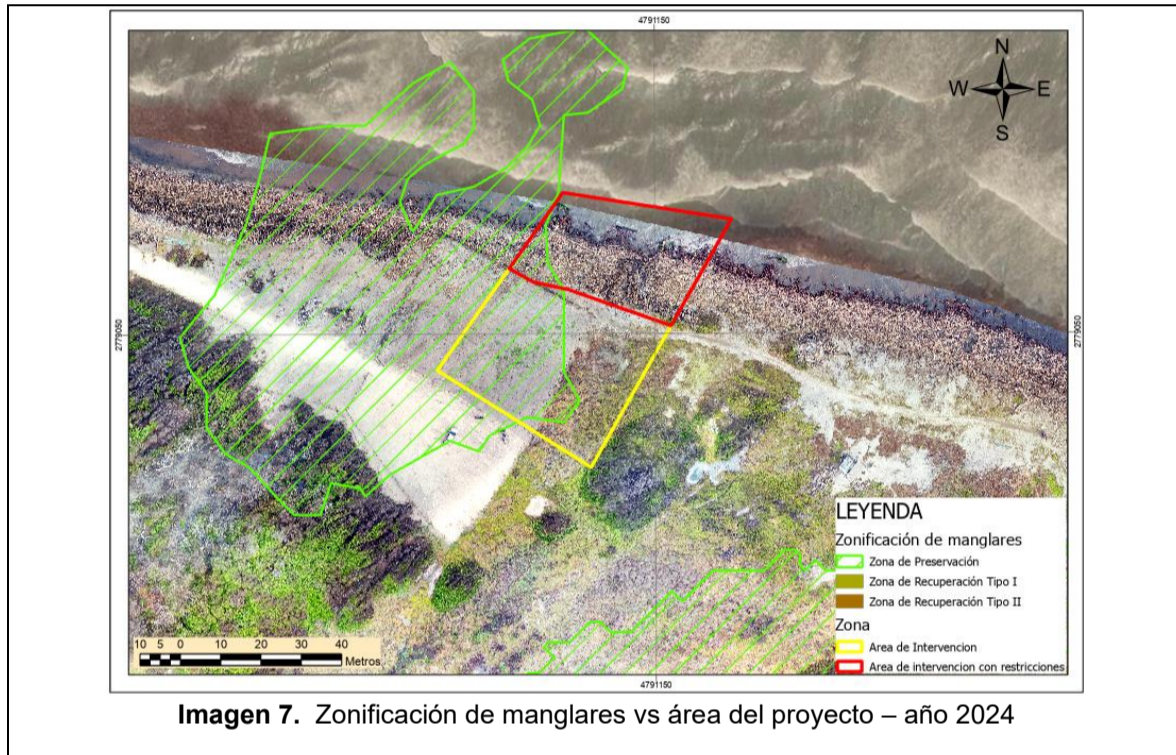 4791150
N
W E
S
2779050
2779050
LEYENDA
Zonificación de manglares
Zona de Preservación
Zona de Recuperación Tipo I
Zona de Recuperación Tipo II
Zona
Area de Intervencion
Area de intervencion con restricciones
10 5 0 10 20 30 40
Metros
4791150
Imagen 7. Zonificación de manglares vs área del proyecto – año 2024